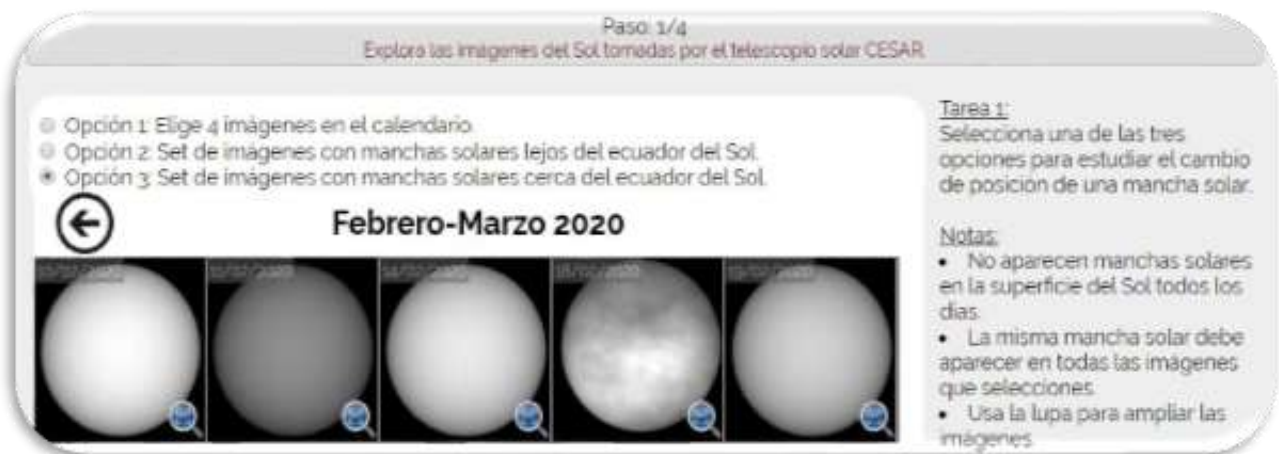 Paso: 1/4
Explora las imágenes del Sol tomadas por el telescopio solar CESAR
Opción 1: Elige 4 imágenes en el calendario.
Opción 2: Set de imágenes con manchas solares lejos del ecuador del Sol.
Opción 3: Set de imágenes con manchas solares cerca del ecuador del Sol.
Febrero-Marzo 2020
Tarea 1:
Selecciona una de las tres
opciones para estudiar el cambio
de posición de una mancha solar.
Notas:
• No aparecen manchas solares
en la superficie del Sol todos los
días.
• La misma mancha solar debe
aparecer en todas las imágenes
que selecciones.
• Usa la lupa para ampliar las
imágenes